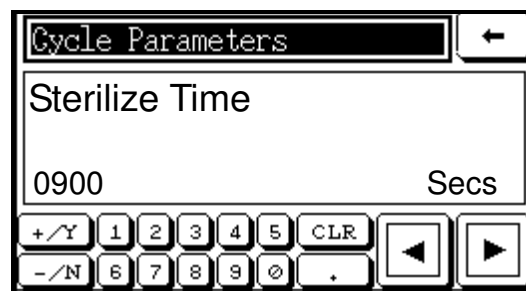 Cycle Parameters ←
Sterilize Time
0900 Secs
+/Y 1 2 3 4 5 CLR ◀ ▶
-/N 6 7 8 9 0 .